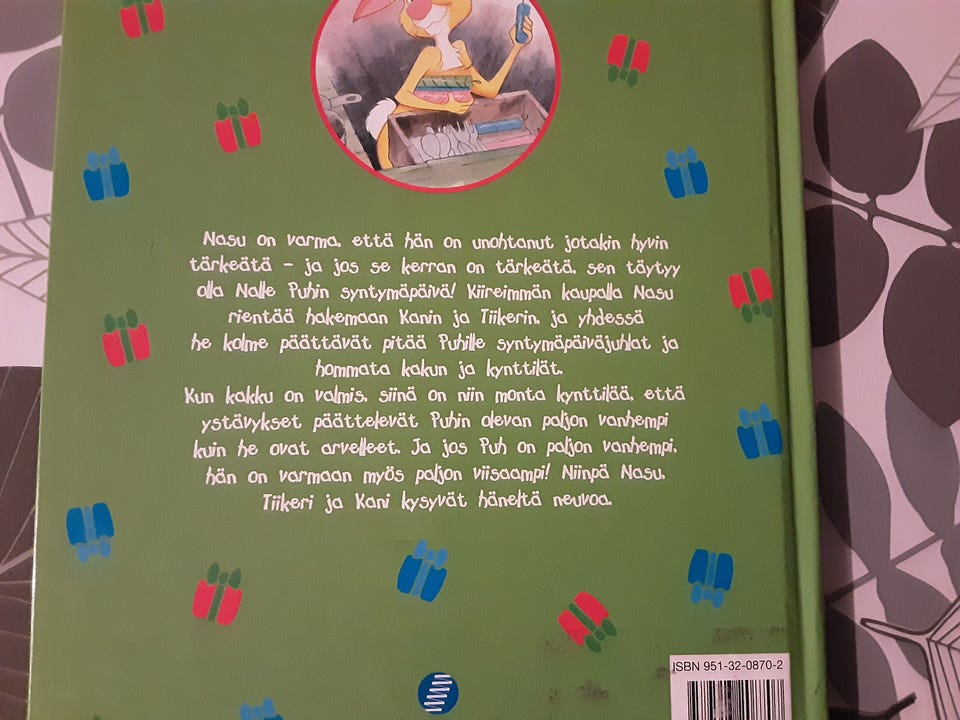 Nasu on varma, että hän on unohtanut jotakin hyvin
tärkeätä – ja jos se kerran on tärkeätä, sen täytyy
olla Nalle Puhin syntymäpäivä! Kiireimmän kaupalla Nasu
rientää hakemaan Kanin ja Tiikerin, ja yhdessä
he kolme päättävät pitää Puhille syntymäpäiväjuhlat ja
hommata kakun ja kynttilät.
Kun kakku on valmis, siinä on niin monta kynttilää, että
ystävykset päättelevät Puhin olevan paljon vanhempi
kuin he ovat arvelleet. Ja jos Puh on paljon vanhempi,
hän on varmaan myös paljon viisaampi! Niinpä Nasu,
Tiikeri ja Kani kysyvät häneltä neuvoa.
ISBN 951-32-0870-2